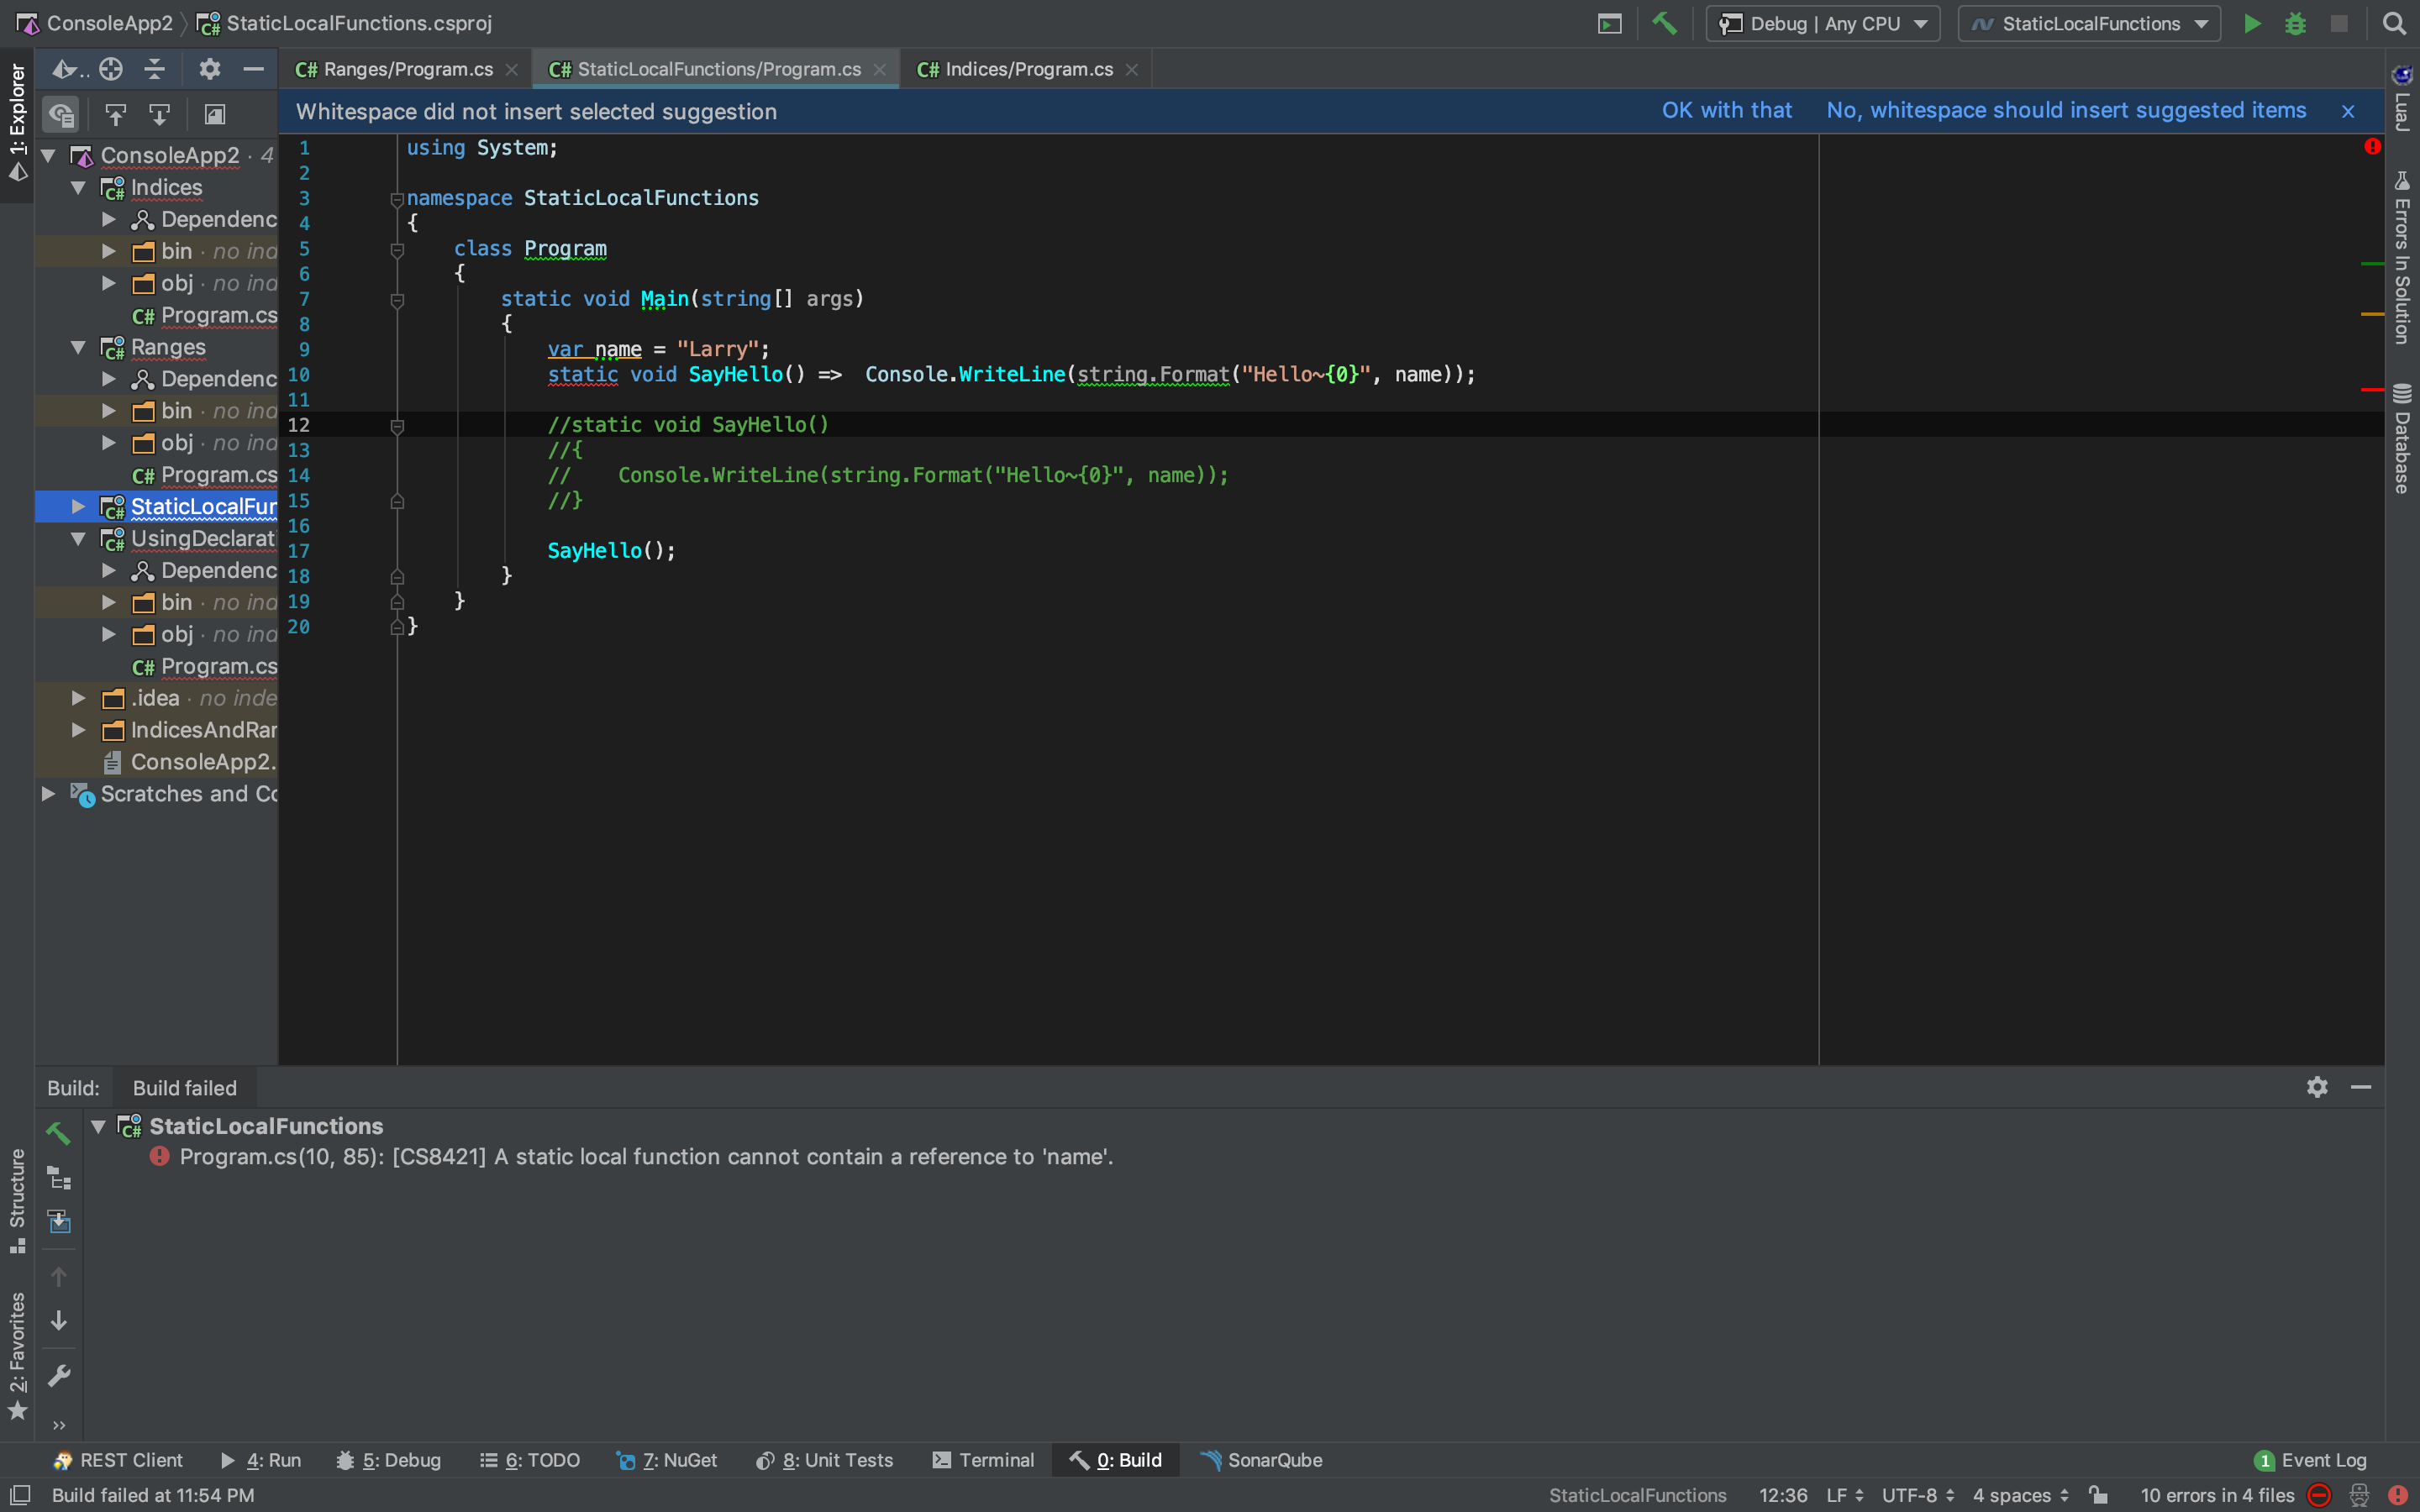 ConsoleApp2 StaticLocalFunctions.csproj Debug | Any CPU StaticLocalFunctions
C# Ranges/Program.cs C# StaticLocalFunctions/Program.cs C# Indices/Program.cs
Whitespace did not insert selected suggestion OK with that No, whitespace should insert suggested items
1: Explorer
ConsoleApp2 · 4
Indices
Dependenc
bin · no ind
obj · no ind
C# Program.cs
Ranges
Dependenc
bin · no ind
obj · no ind
C# Program.cs
StaticLocalFun
UsingDeclarat
Dependenc
bin · no ind
obj · no ind
C# Program.cs
.idea · no inde
IndicesAndRan
ConsoleApp2.
Scratches and Co
1 using System;
2
3 namespace StaticLocalFunctions
4 {
5 class Program
6 {
7 static void Main(string[] args)
8 {
9 var name = "Larry";
10 static void SayHello() => Console.WriteLine(string.Format("Hello~{0}", name));
11
12 //static void SayHello()
13 //{
14 // Console.WriteLine(string.Format("Hello~{0}", name));
15 //}
16
17 SayHello();
18 }
19 }
20 }
LuaJ
Errors In Solution
Database
Build: Build failed
StaticLocalFunctions
Program.cs(10, 85): [CS8421] A static local function cannot contain a reference to 'name'.
Structure
2: Favorites
REST Client 4: Run 5: Debug 6: TODO 7: NuGet 8: Unit Tests Terminal 0: Build SonarQube 1 Event Log
Build failed at 11:54 PM StaticLocalFunctions 12:36 LF UTF-8 4 spaces 10 errors in 4 files